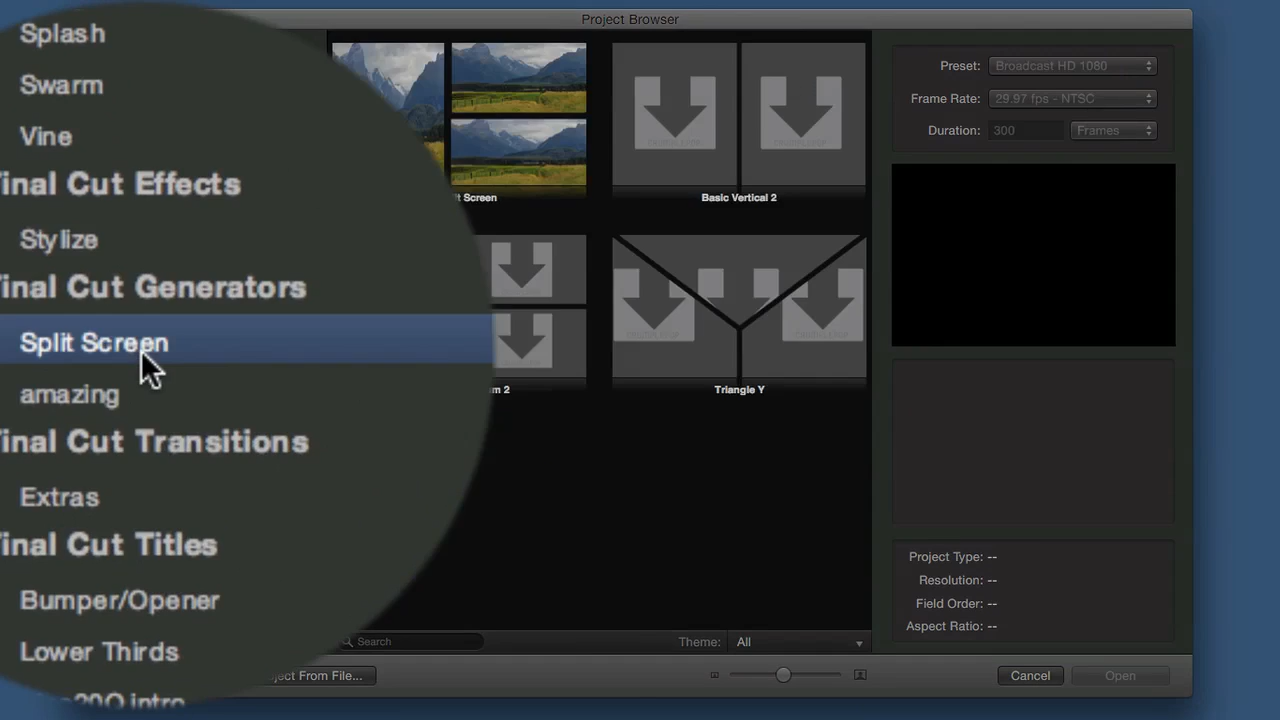 Project Browser
Splash
Swarm
Vine
inal Cut Effects
Stylize
inal Cut Generators
Split Screen
amazing
inal Cut Transitions
Extras
inal Cut Titles
Bumper/Opener
Lower Thirds
intro
t Screen
Basic Vertical 2
m 2
Triangle Y
Search
Theme: All
ject From File...
Preset: Broadcast HD 1080
Frame Rate: 29.97 fps - NTSC
Duration: 300 Frames
Project Type: --
Resolution: --
Field Order: --
Aspect Ratio: --
Cancel
Open